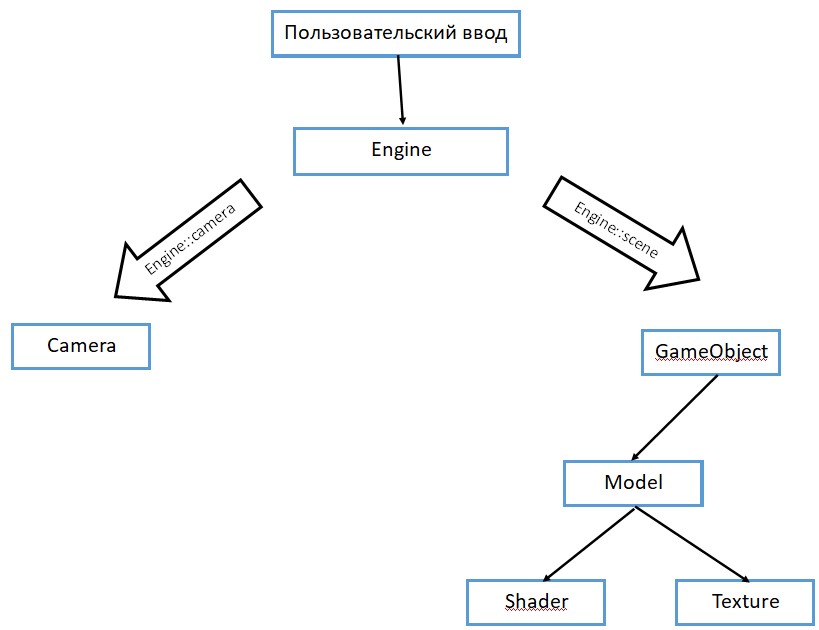 Пользовательский ввод
Engine
Engine::camera
Engine::scene
Camera
GameObject
Model
Shader
Texture